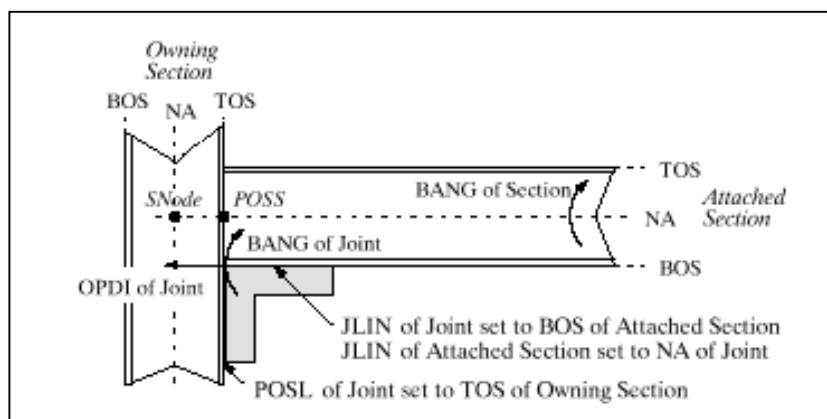 Owning
Section
BOS NA TOS
TOS
BANG of Section
Attached
Section
SNode POSS
NA
BANG of Joint
BOS
OPDI of Joint
JLIN of Joint set to BOS of Attached Section
JLIN of Attached Section set to NA of Joint
POSL of Joint set to TOS of Owning Section